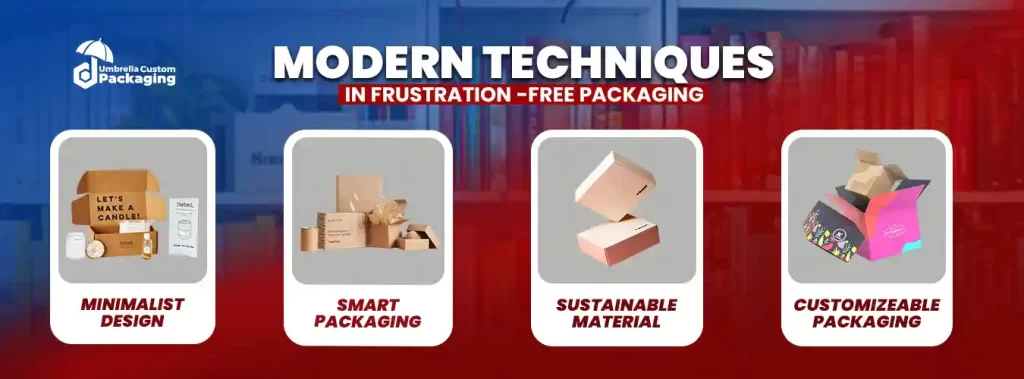 Umbrella Custom
Packaging
MODERN TECHNIQUES
IN FRUSTRATION -FREE PACKAGING
LET'S
MAKE A
CANDLE!
MINIMALIST
DESIGN
SMART
PACKAGING
SUSTAINABLE
MATERIAL
CUSTOMIZEABLE
PACKAGING